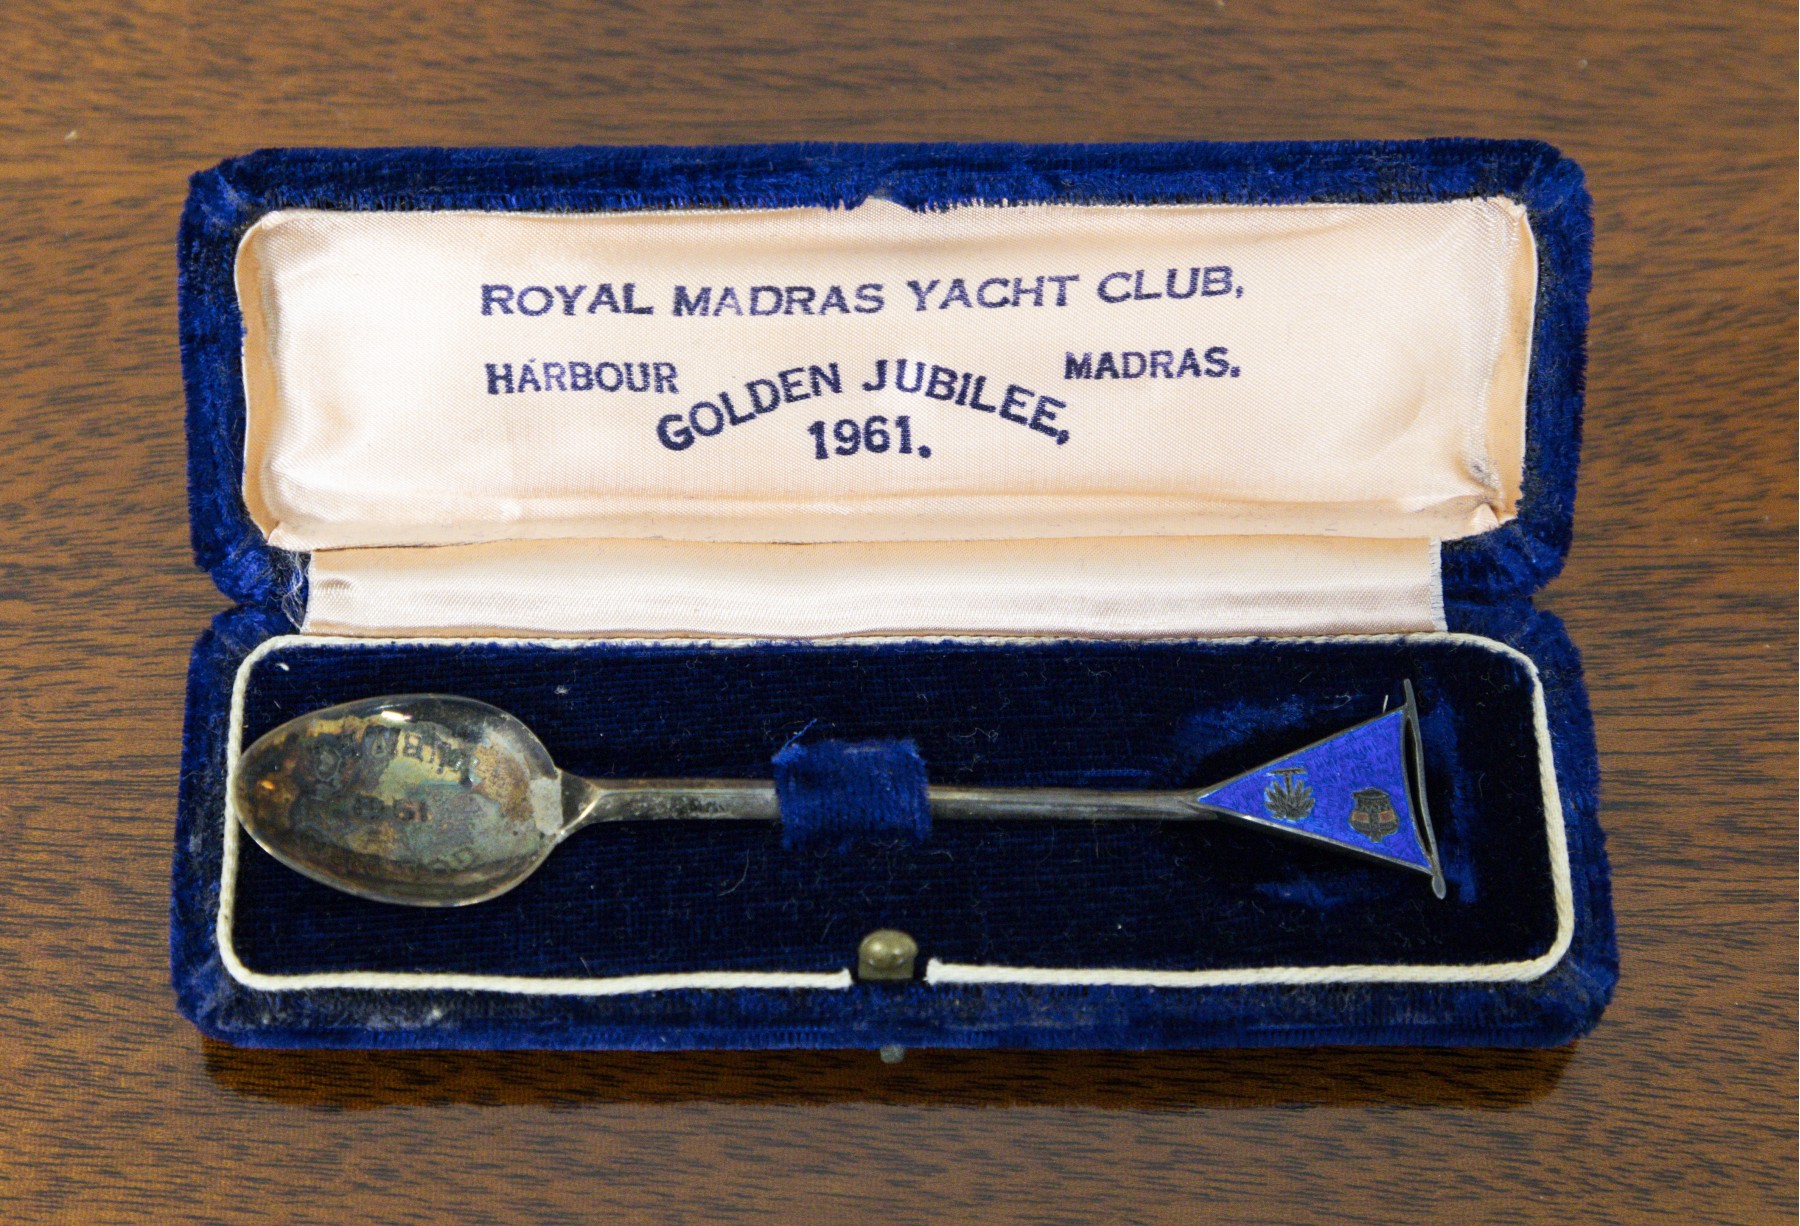 ROYAL MADRAS YACHT CLUB,
HARBOUR MADRAS.
GOLDEN JUBILEE,
1961.